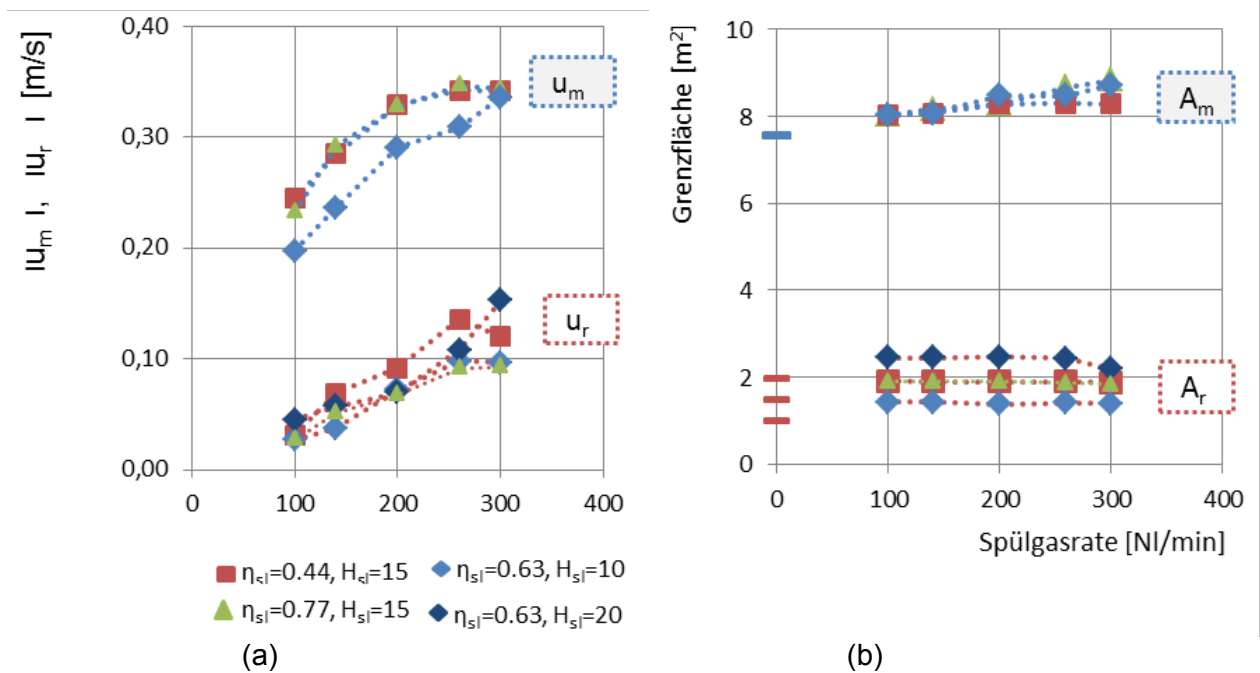 0,40
0,30
0,20
0,10
0,00
0
100
200
300
400
ıu_m I, ıu_r I [m/s]
u_m
u_r
η_sl=0.44, H_sl=15
η_sl=0.63, H_sl=10
η_sl=0.77, H_sl=15
η_sl=0.63, H_sl=20
(a)
10
8
6
4
2
0
0
100
200
300
400
Grenzfläche [m²]
A_m
A_r
Spülgasrate [Nl/min]
(b)